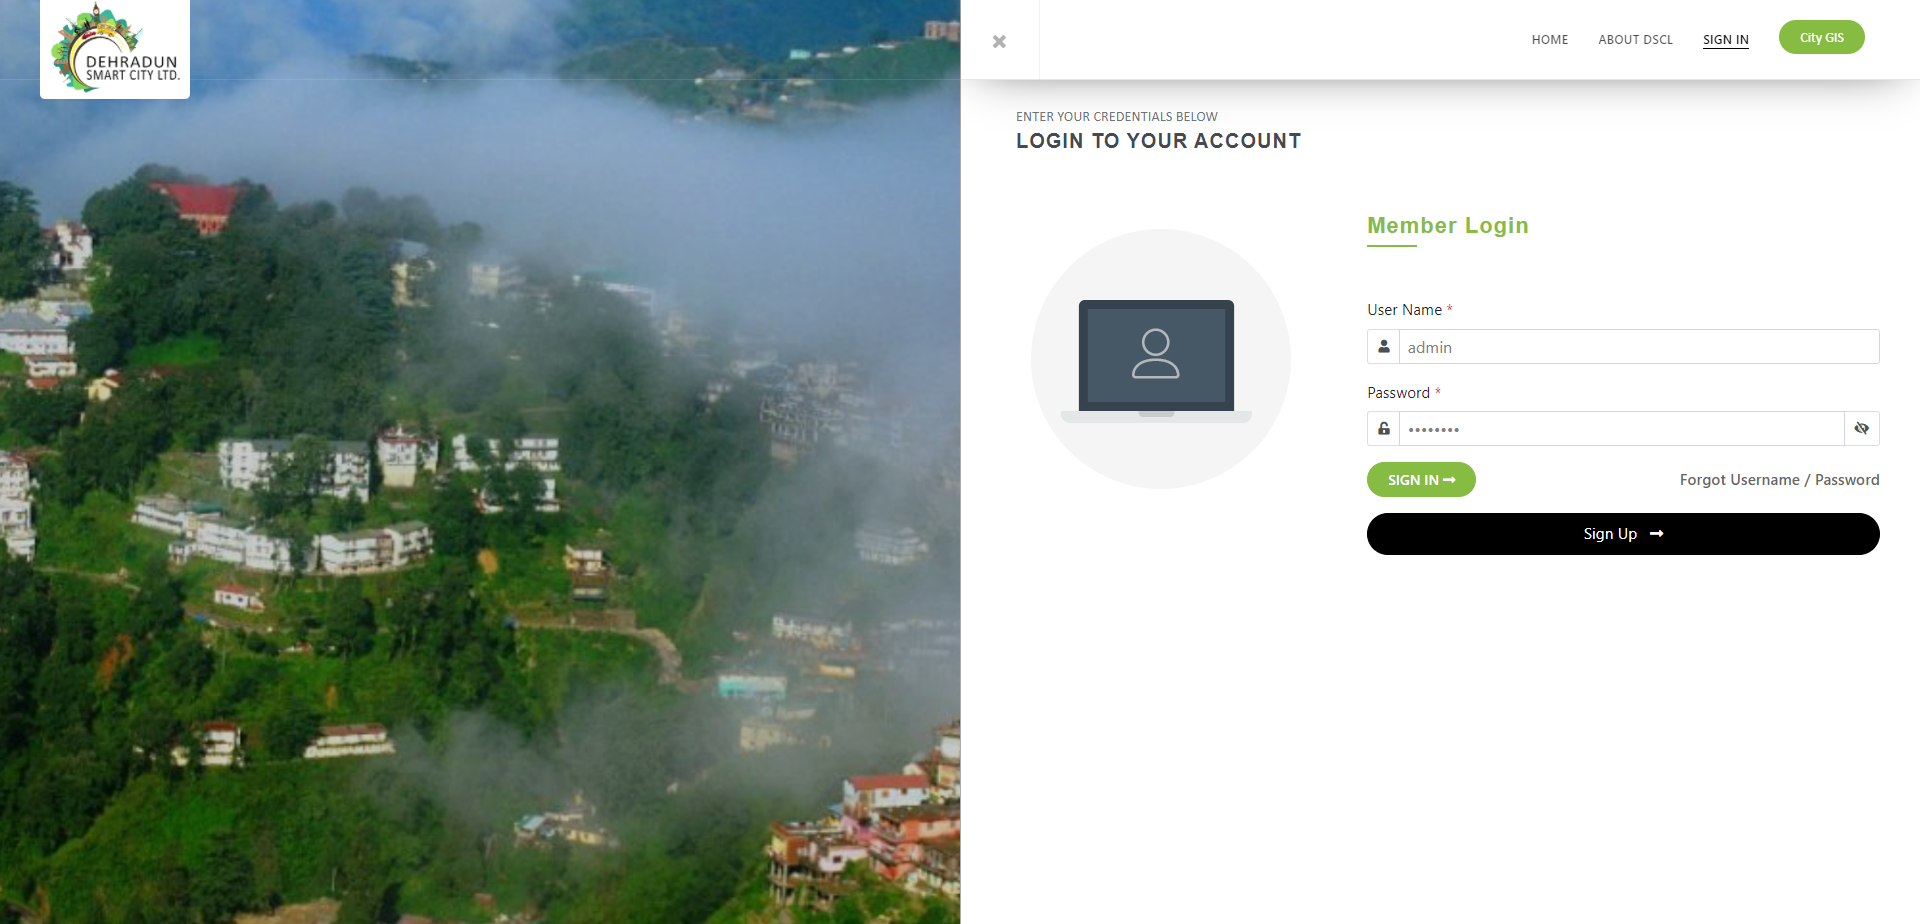 DEHRADUN
SMART CITY LTD.
HOME
ABOUT DSCL
SIGN IN
City GIS
ENTER YOUR CREDENTIALS BELOW
LOGIN TO YOUR ACCOUNT
Member Login
User Name *
admin
Password *
••••••••
SIGN IN
Forgot Username / Password
Sign Up